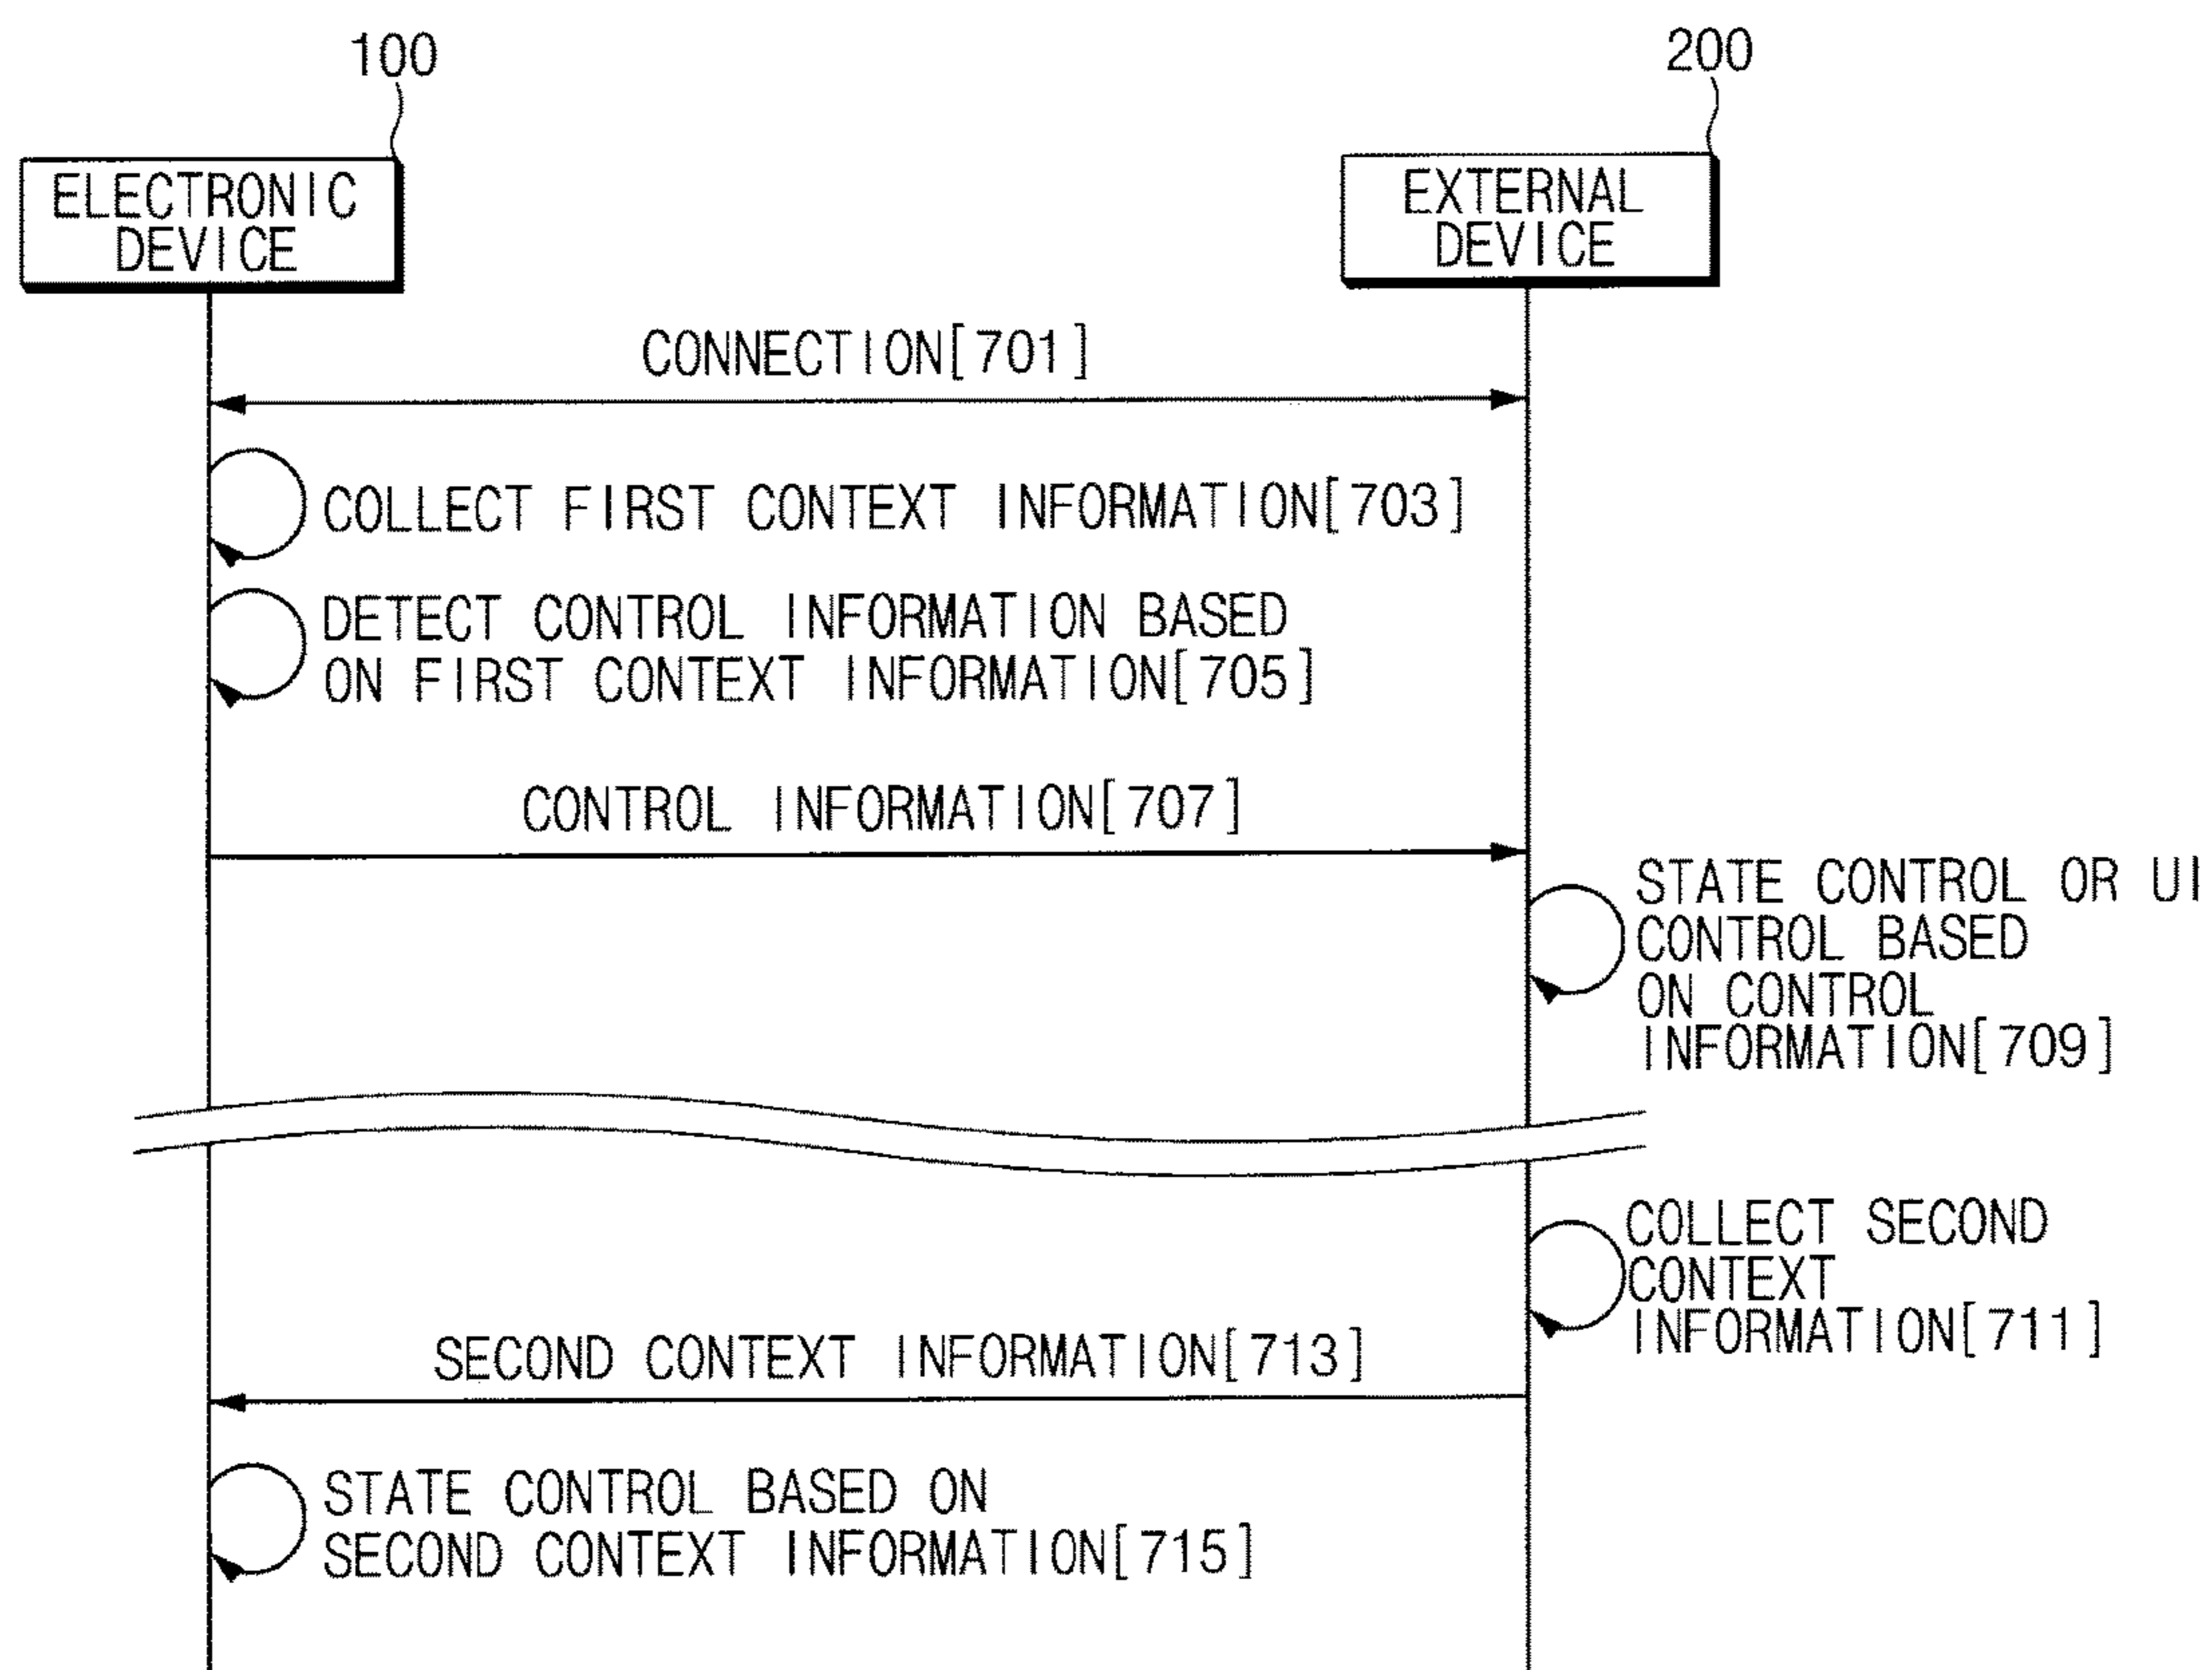 100
200
ELECTRONIC
DEVICE
EXTERNAL
DEVICE
CONNECTION[701]
COLLECT FIRST CONTEXT INFORMATION[703]
DETECT CONTROL INFORMATION BASED
ON FIRST CONTEXT INFORMATION[705]
CONTROL INFORMATION[707]
STATE CONTROL OR UI
CONTROL BASED
ON CONTROL
INFORMATION[709]
COLLECT SECOND
CONTEXT
INFORMATION[711]
SECOND CONTEXT INFORMATION[713]
STATE CONTROL BASED ON
SECOND CONTEXT INFORMATION[715]